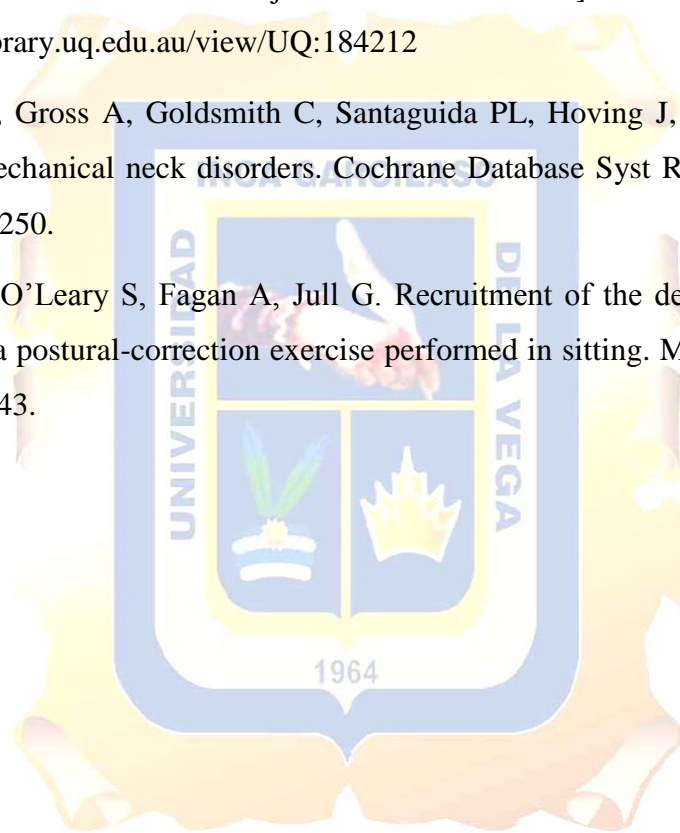 brary.uq.edu.au/view/UQ:184212
, Gross A, Goldsmith C, Santaguida PL, Hoving J,
echanical neck disorders. Cochrane Database Syst R
250.
O’Leary S, Fagan A, Jull G. Recruitment of the de
a postural-correction exercise performed in sitting. M
43.
INCA GARCILASO
UNIVERSIDAD
DE LA VEGA
1964